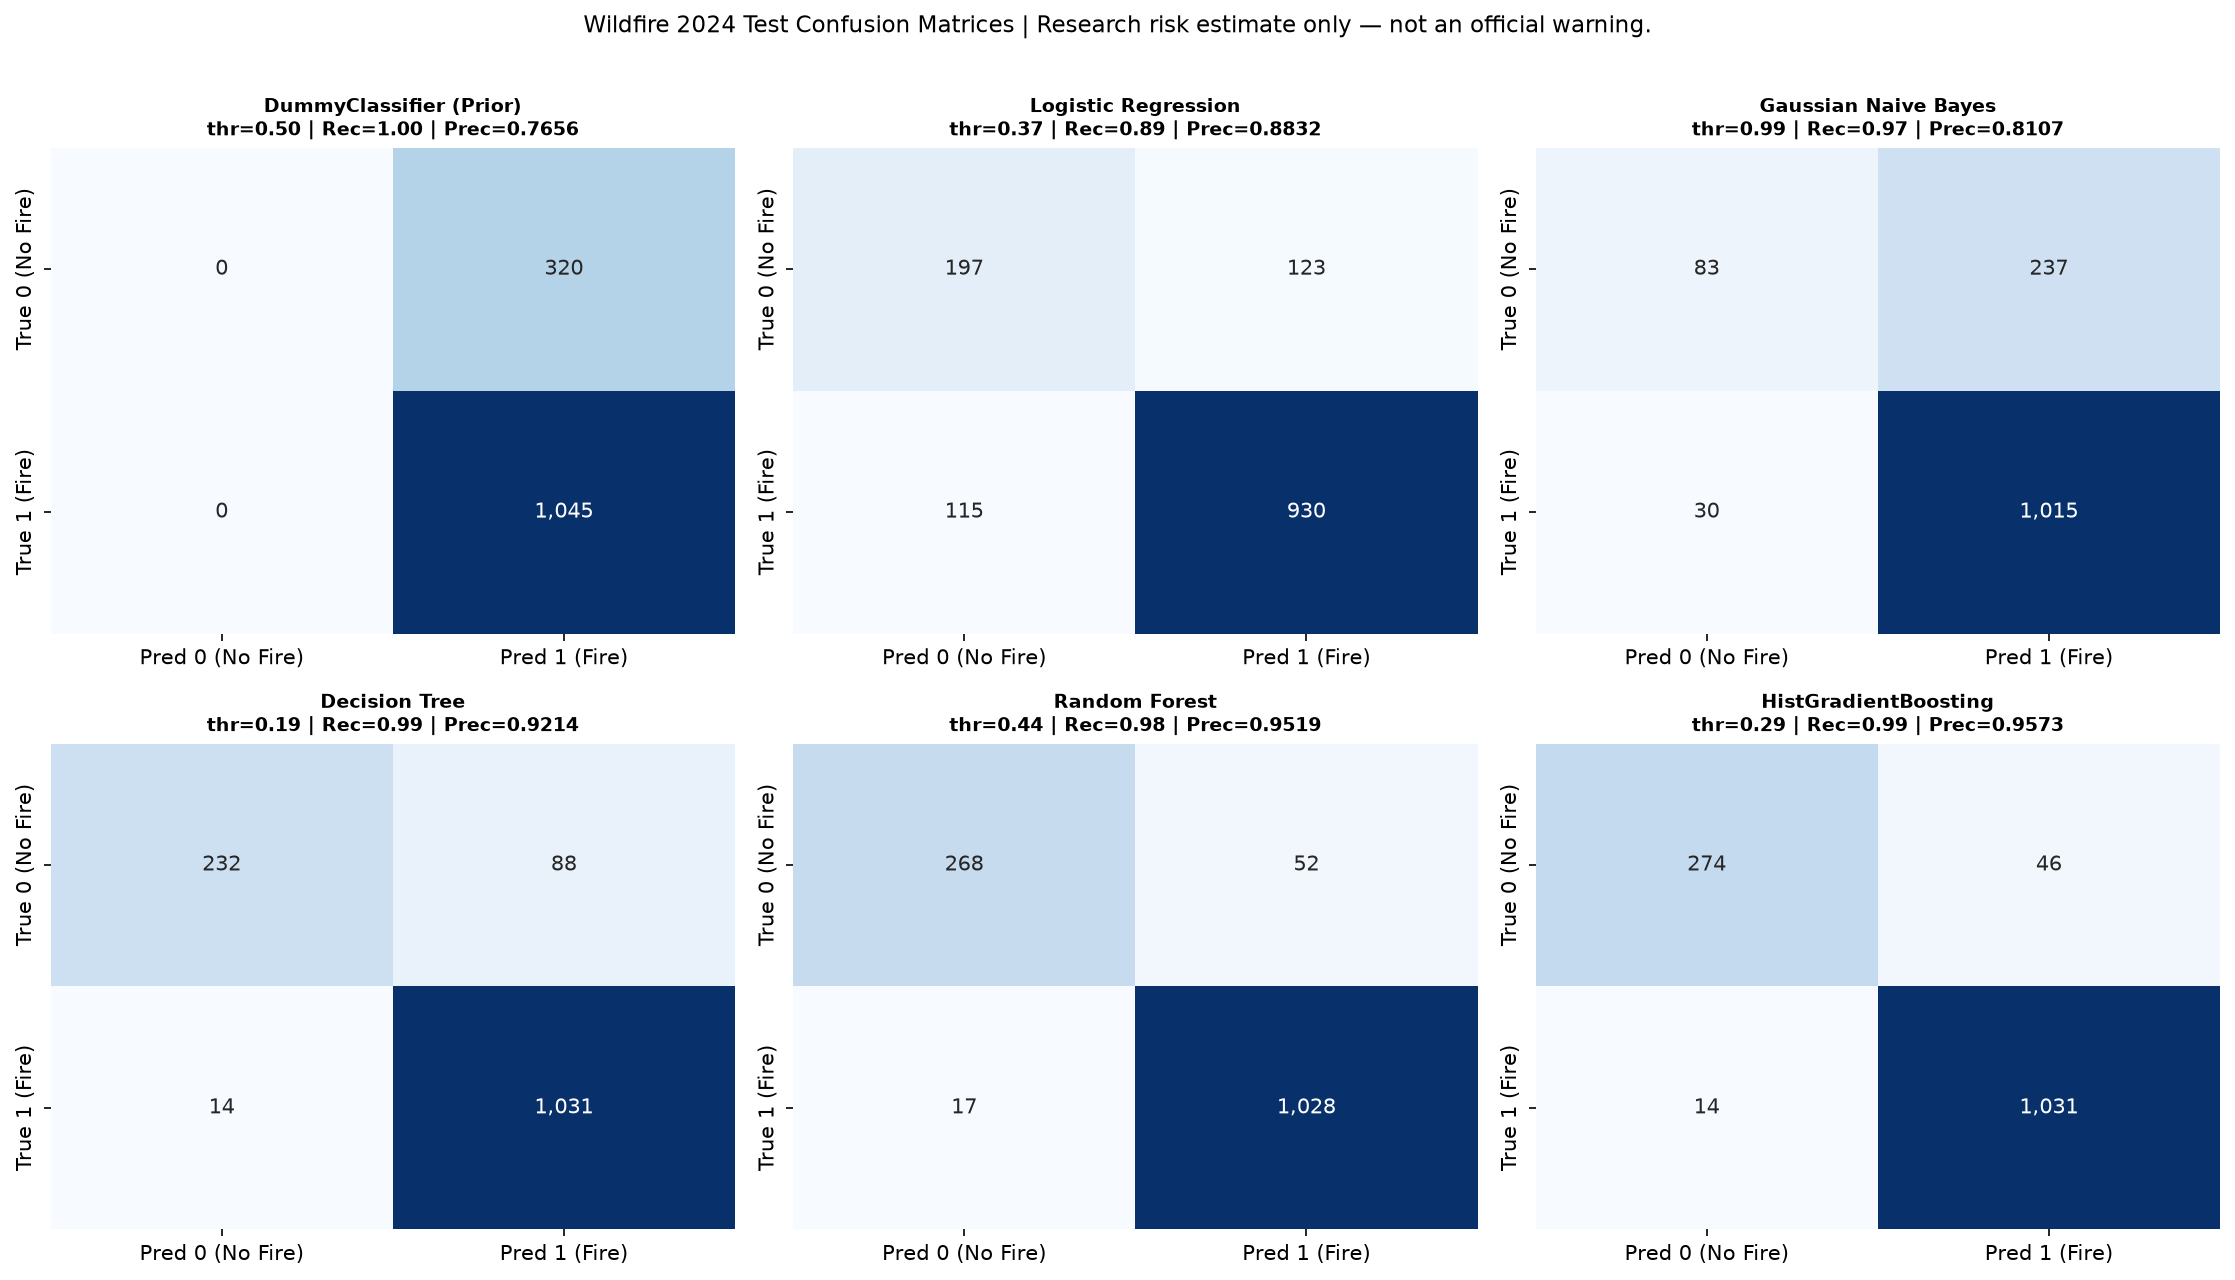 Wildfire 2024 Test Confusion Matrices | Research risk estimate only — not an official warning.
DummyClassifier (Prior)
thr=0.50 | Rec=1.00 | Prec=0.7656
True 0 (No Fire)
0
320
True 1 (Fire)
0
1,045
Pred 0 (No Fire)
Pred 1 (Fire)
Logistic Regression
thr=0.37 | Rec=0.89 | Prec=0.8832
True 0 (No Fire)
197
123
True 1 (Fire)
115
930
Pred 0 (No Fire)
Pred 1 (Fire)
Gaussian Naive Bayes
thr=0.99 | Rec=0.97 | Prec=0.8107
True 0 (No Fire)
83
237
True 1 (Fire)
30
1,015
Pred 0 (No Fire)
Pred 1 (Fire)
Decision Tree
thr=0.19 | Rec=0.99 | Prec=0.9214
True 0 (No Fire)
232
88
True 1 (Fire)
14
1,031
Pred 0 (No Fire)
Pred 1 (Fire)
Random Forest
thr=0.44 | Rec=0.98 | Prec=0.9519
True 0 (No Fire)
268
52
True 1 (Fire)
17
1,028
Pred 0 (No Fire)
Pred 1 (Fire)
HistGradientBoosting
thr=0.29 | Rec=0.99 | Prec=0.9573
True 0 (No Fire)
274
46
True 1 (Fire)
14
1,031
Pred 0 (No Fire)
Pred 1 (Fire)